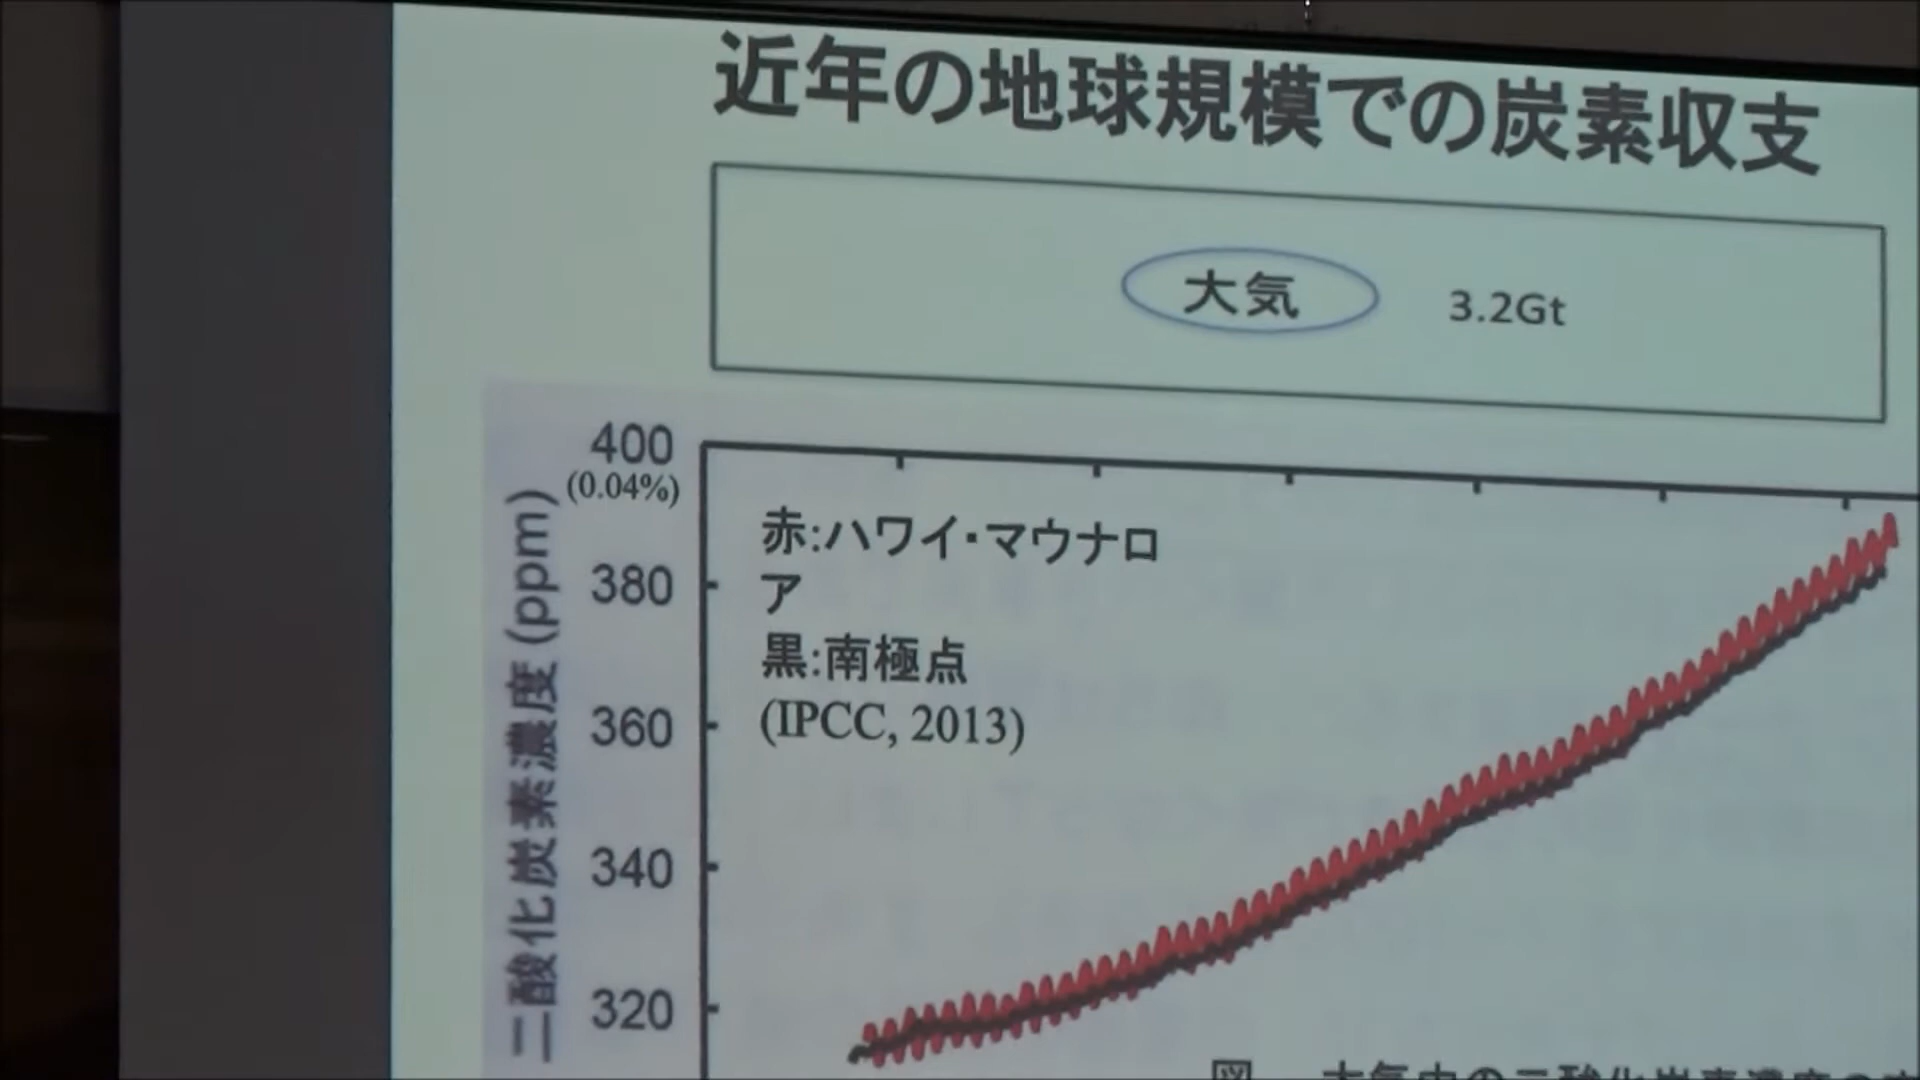 近年の地球規模での炭素収支
大気 3.2Gt
400
(0.04%)
380
360
340
320
二酸化炭素濃度 (ppm)
赤:ハワイ・マウナロ
ア
黒:南極点
(IPCC, 2013)